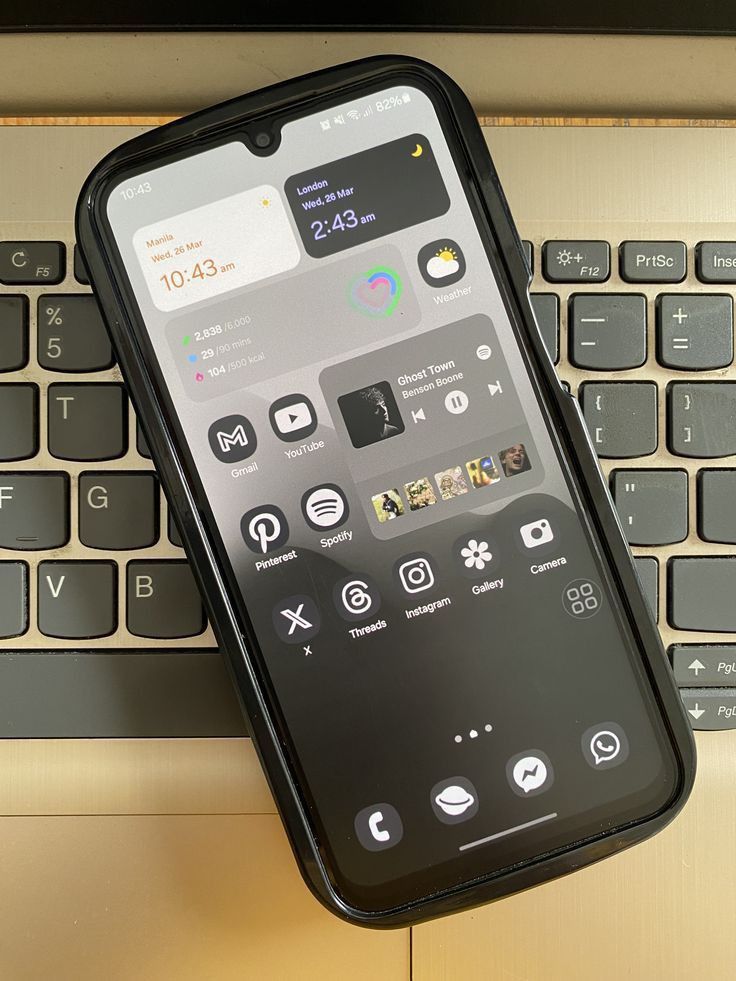 10:43
82%
Manila
Wed, 26 Mar
10:43 am
London
Wed, 26 Mar
2:43 am
2,838 /6,000
29 /90 mins
104 /500 kcal
Weather
Ghost Town
Benson Boone
Gmail
YouTube
Pinterest
Spotify
X
Threads
Instagram
Gallery
Camera
C F5
F12
PrtSc
Inse
%
5
T
F
G
V
B
PgU
PgD